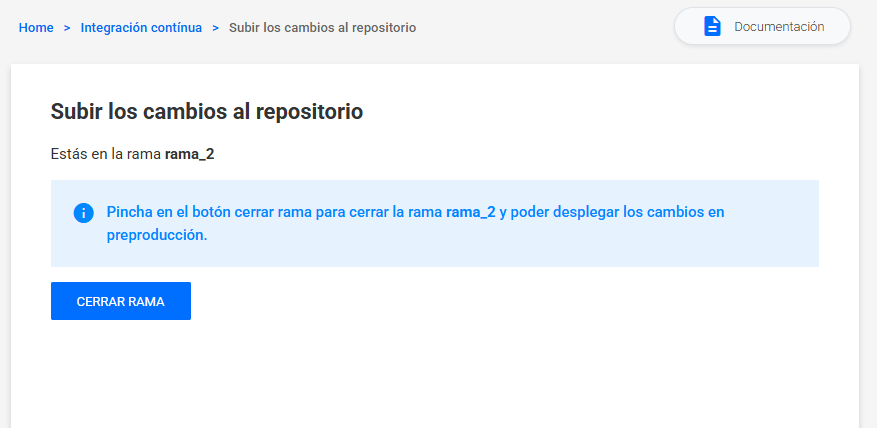 Home > Integración contínua > Subir los cambios al repositorio
Documentación
Subir los cambios al repositorio
Estás en la rama rama_2
Pincha en el botón cerrar rama para cerrar la rama rama_2 y poder desplegar los cambios en
preproducción.
CERRAR RAMA